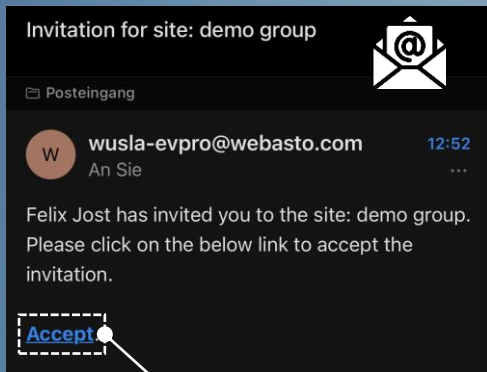 Invitation for site: demo group
@
Posteingang
W
wusla-evpro@webasto.com
12:52
An Sie
...
Felix Jost has invited you to the site: demo group.
Please click on the below link to accept the
invitation.
Accept.